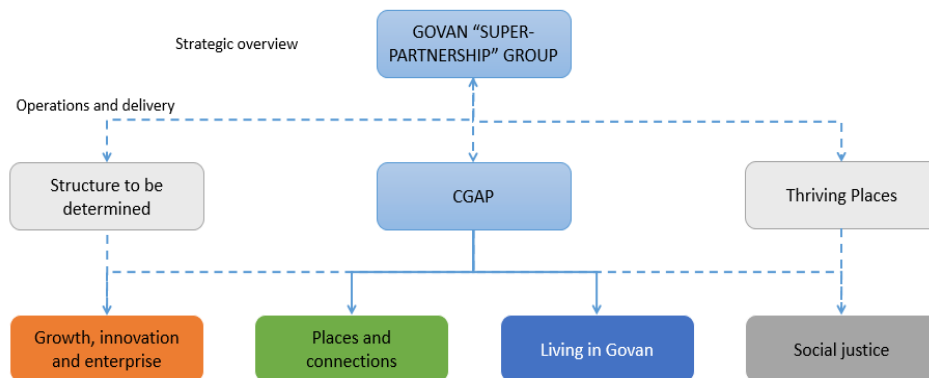 GOVAN “SUPER-
PARTNERSHIP” GROUP
Strategic overview
Operations and delivery
Structure to be
determined
CGAP
Thriving Places
Growth, innovation
and enterprise
Places and
connections
Living in Govan
Social justice